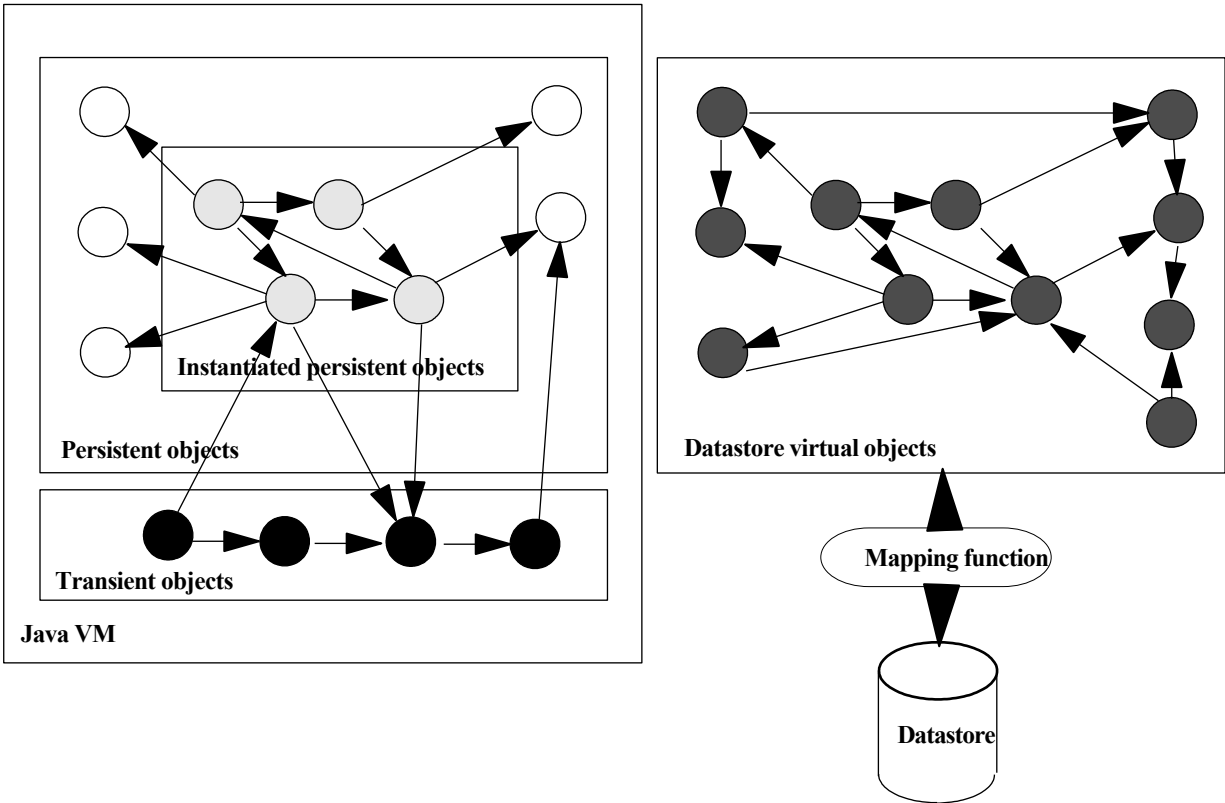 Instantiated persistent objects
Persistent objects
Transient objects
Java VM
Datastore virtual objects
Mapping function
Datastore